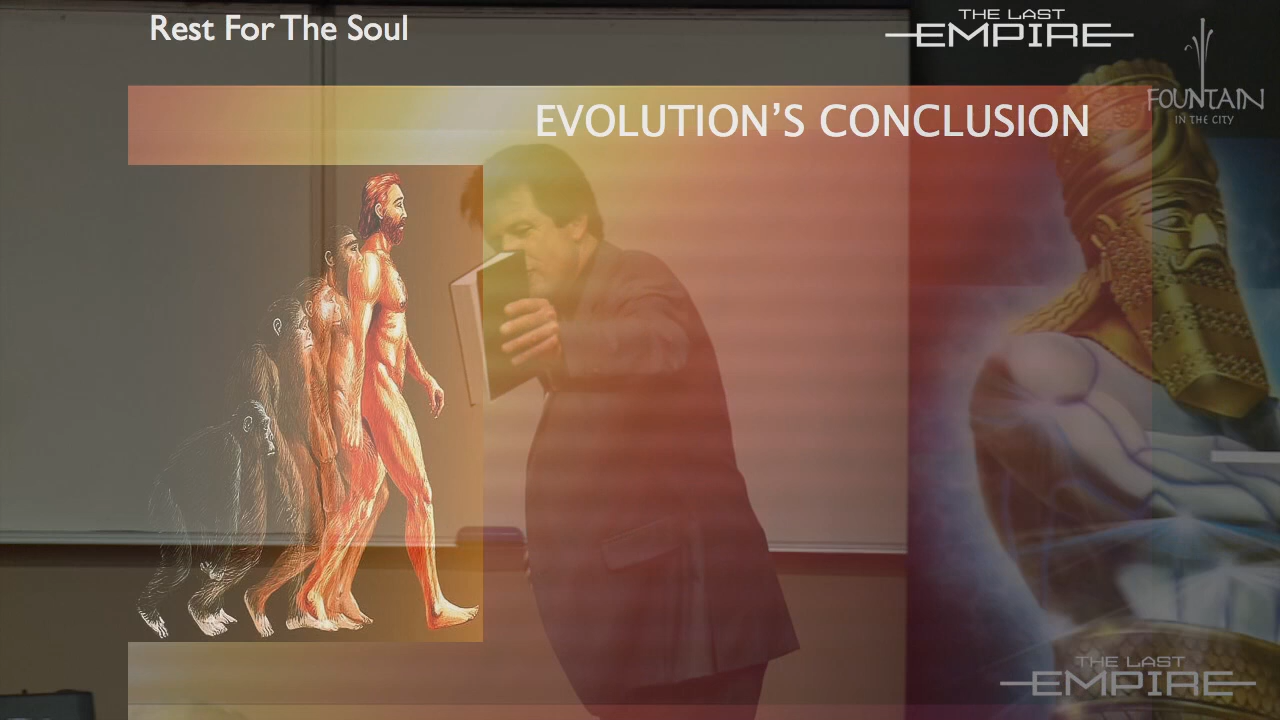 Rest For The Soul
THE LAST
EMPIRE
FOUNTAIN
IN THE CITY
EVOLUTION'S CONCLUSION
THE LAST
EMPIRE